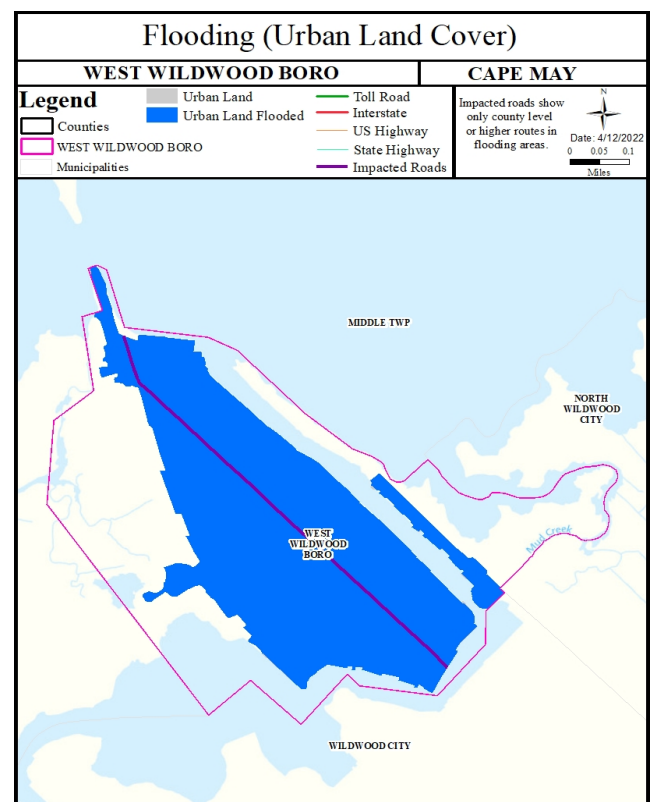 Flooding (Urban Land Cover)
WEST WILDWOOD BORO
CAPE MAY
Legend
Counties
WEST WILDWOOD BORO
Municipalities
Urban Land
Urban Land Flooded
Toll Road
Interstate
US Highway
State Highway
Impacted Roads
Impacted roads show
only county level
or higher routes in
flooding areas.
N
Date: 4/12/2022
0 0.05 0.1
Miles
MIDDLE TWP
NORTH
WILDWOOD
CITY
Mud Creek
WEST
WILDWOOD
BORO
WILDWOOD CITY